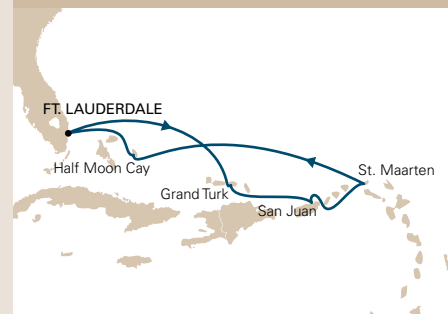 FT. LAUDERDALE
Half Moon Cay
St. Maarten
Grand Turk
San Juan